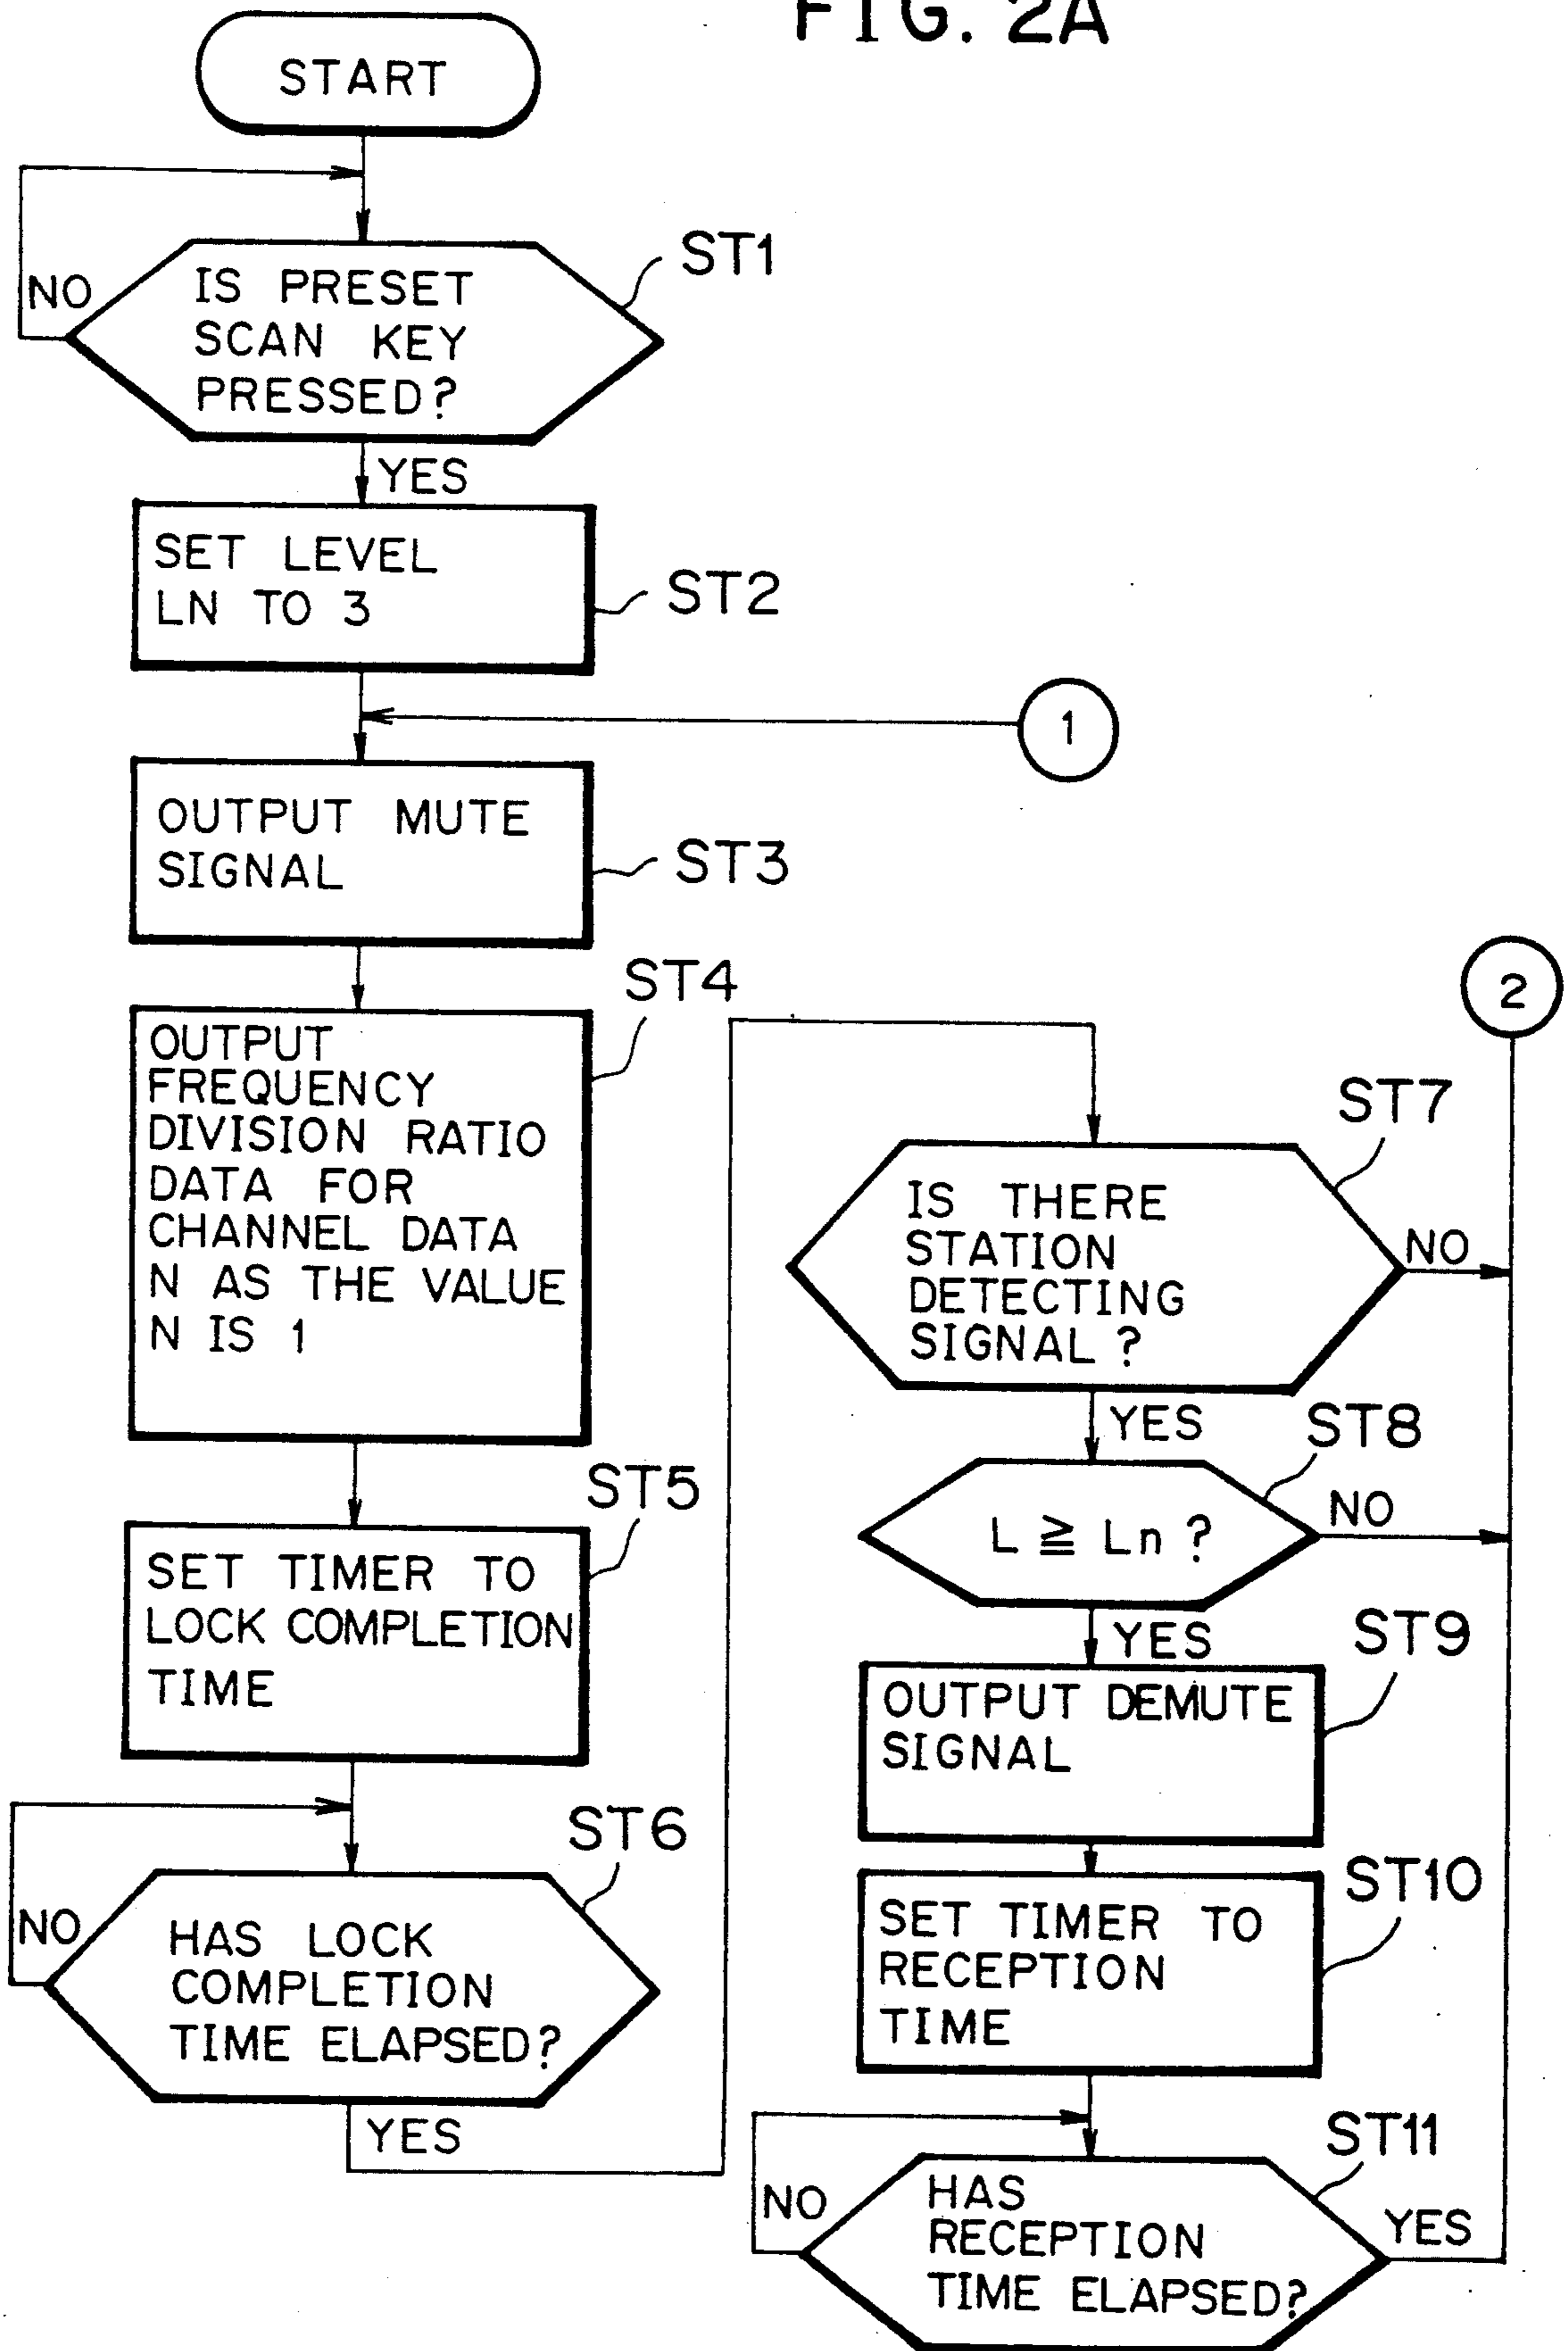 FIG. 2A
START
NO
IS PRESET
SCAN KEY
PRESSED?
ST1
YES
SET LEVEL
LN TO 3
ST2
1
OUTPUT MUTE
SIGNAL
ST3
ST4
OUTPUT
FREQUENCY
DIVISION RATIO
DATA FOR
CHANNEL DATA
N AS THE VALUE
N IS 1
ST5
SET TIMER TO
LOCK COMPLETION
TIME
ST6
NO
HAS LOCK
COMPLETION
TIME ELAPSED?
YES
2
ST7
IS THERE
STATION
DETECTING
SIGNAL?
NO
YES
ST8
L ≧ Ln ?
NO
YES
ST9
OUTPUT DEMUTE
SIGNAL
ST10
SET TIMER TO
RECEPTION
TIME
ST11
NO
HAS
RECEPTION
TIME ELAPSED?
YES